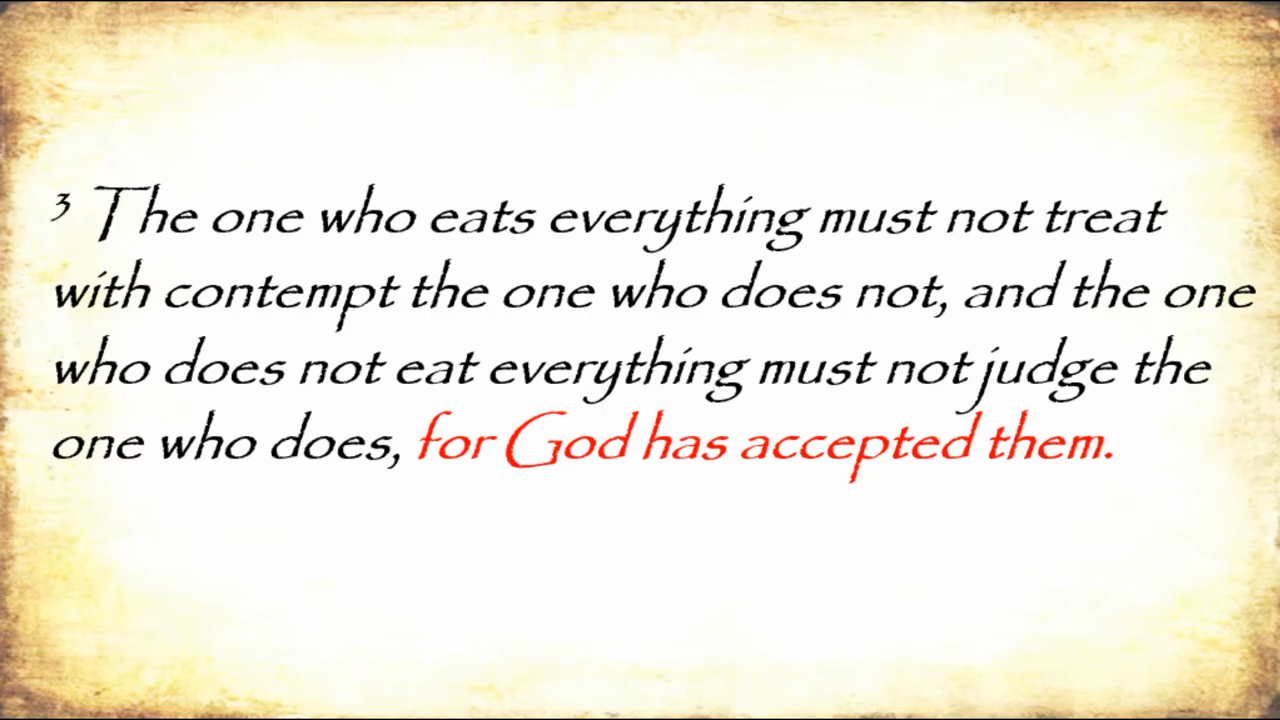 3 The one who eats everything must not treat
with contempt the one who does not, and the one
who does not eat everything must not judge the
one who does, for God has accepted them.